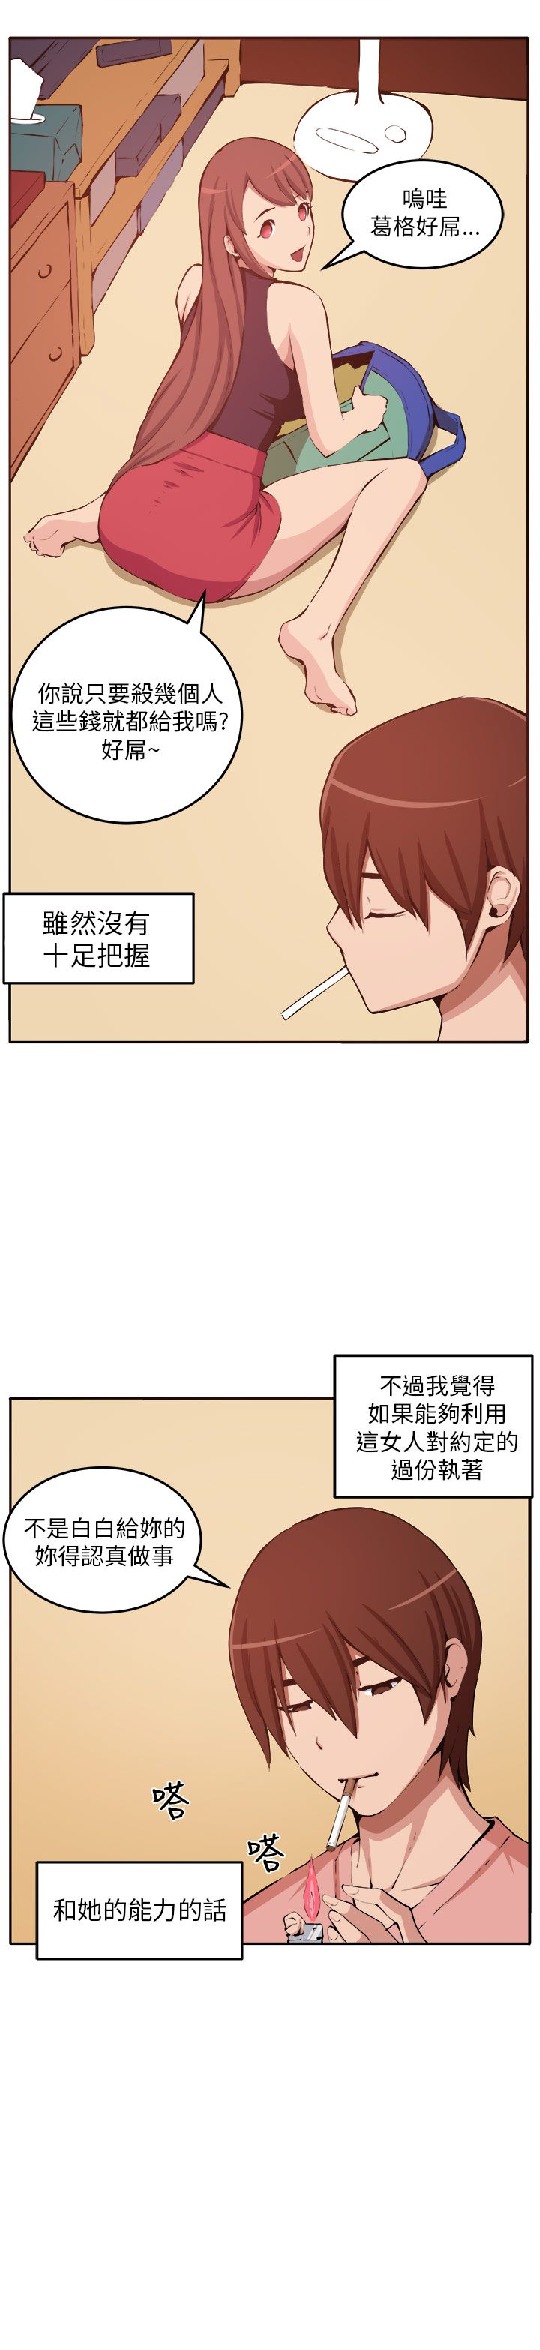 嗚哇
葛格好屌...
你說只要殺幾個人
這些錢就都給我嗎?
好屌~
雖然沒有
十足把握
不過我覺得
如果能夠利用
這女人對約定的
過份執著
不是白白給妳的
妳得認真做事
嗒
嗒
和她的能力的話